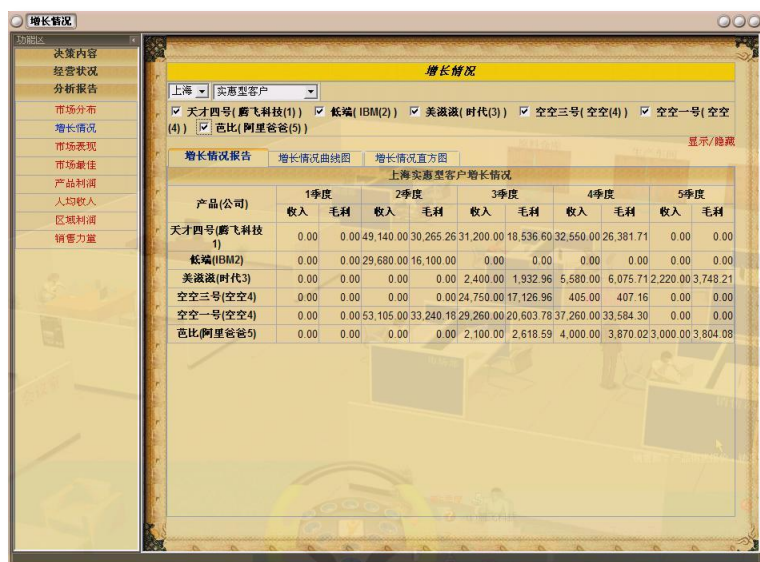 增长情况
功能区
决策内容
经营状况
分析报告
市场分布
增长情况
市场表现
市场最佳
产品利润
人均收入
区域利润
销售力量
增长情况
上海 实惠型客户
天才四号(腾飞科技(1)) 低端(IBM(2)) 美滋滋(时代(3)) 空空三号(空空(4)) 空空一号(空空
(4)) 芭比(阿里爸爸(5))
显示/隐藏
增长情况报告 增长情况曲线图 增长情况直方图
上海实惠型客户增长情况
产品(公司) 1季度 2季度 3季度 4季度 5季度
收入 毛利 收入 毛利 收入 毛利 收入 毛利 收入 毛利
天才四号(腾飞科技
1) 0.00 0.00 49,140.00 30,265.26 31,200.00 18,536.60 32,550.00 26,381.71 0.00 0.00
低端(IBM2) 0.00 0.00 29,680.00 16,100.00 0.00 0.00 0.00 0.00 0.00 0.00
美滋滋(时代3) 0.00 0.00 0.00 0.00 2,400.00 1,932.96 5,580.00 6,075.71 2,220.00 3,748.21
空空三号(空空4) 0.00 0.00 0.00 0.00 24,750.00 17,126.96 405.00 407.16 0.00 0.00
空空一号(空空4) 0.00 0.00 53,105.00 33,240.18 29,260.00 20,603.78 37,260.00 33,584.30 0.00 0.00
芭比(阿里爸爸5) 0.00 0.00 0.00 0.00 2,100.00 2,618.59 4,000.00 3,870.02 3,000.00 3,804.08